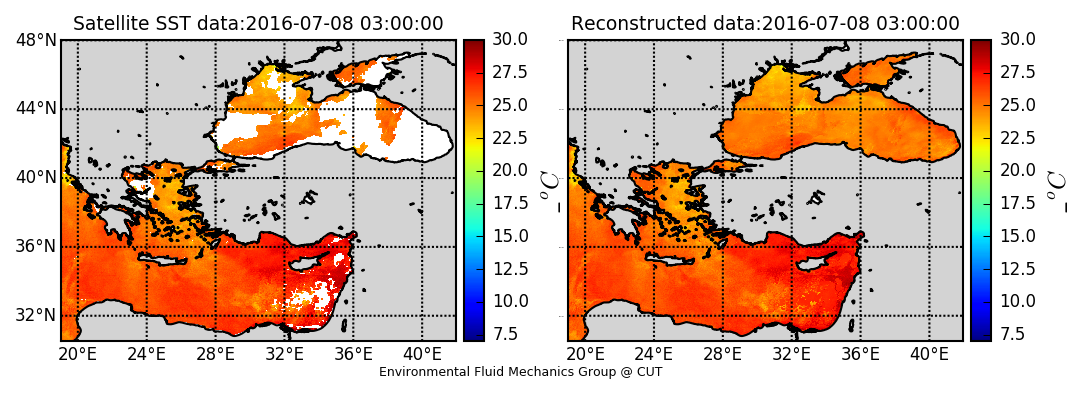 Satellite SST data:2016-07-08 03:00:00
48°N
44°N
40°N
36°N
32°N
20°E 24°E 28°E 32°E 36°E 40°E
30.0
27.5
25.0
22.5
20.0
17.5
15.0
12.5
10.0
7.5
_ °C
Reconstructed data:2016-07-08 03:00:00
20°E 24°E 28°E 32°E 36°E 40°E
30.0
27.5
25.0
22.5
20.0
17.5
15.0
12.5
10.0
7.5
_ °C
Environmental Fluid Mechanics Group @ CUT